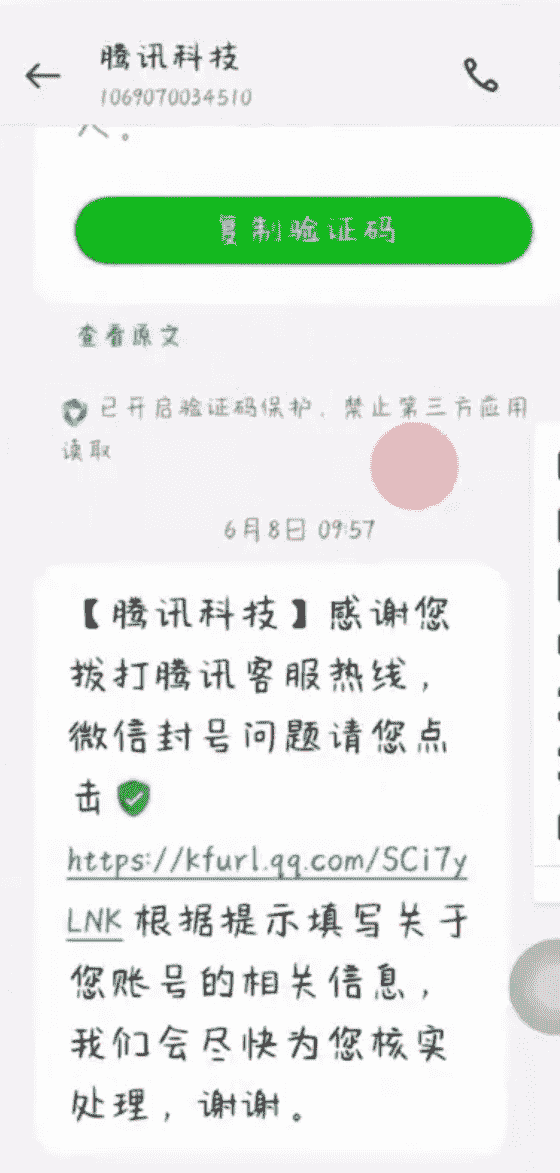 腾讯科技
1069070034510
复制验证码
查看原文
已开启验证码保护，禁止第三方应用
读取
6月8日 09:57
【腾讯科技】感谢您
拨打腾讯客服热线，
微信封号问题请您点
击
https://kfurl.qq.com/SCi7y
LNK 根据提示填写关于
您账号的相关信息，
我们会尽快为您核实
处理，谢谢。